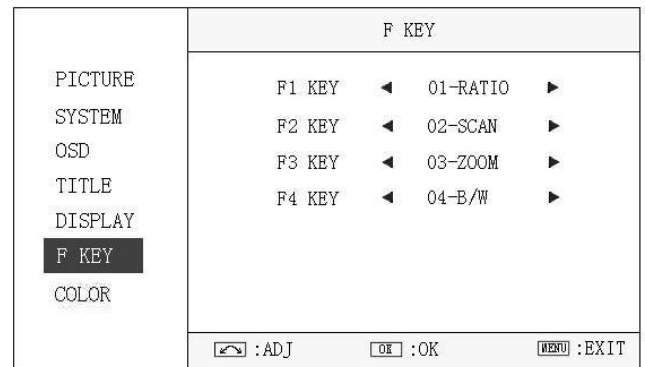 F KEY
PICTURE
SYSTEM
OSD
TITLE
DISPLAY
F KEY
COLOR
F1 KEY ◀ 01-RATIO ▶
F2 KEY ◀ 02-SCAN ▶
F3 KEY ◀ 03-ZOOM ▶
F4 KEY ◀ 04-B/W ▶
:ADJ OK :OK MENU :EXIT